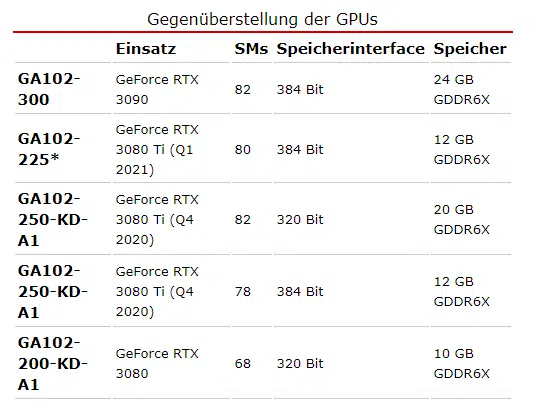 Gegenüberstellung der GPUs
Einsatz SMs Speicherinterface Speicher
GA102-300 GeForce RTX 3090 82 384 Bit 24 GB GDDR6X
GA102-225* GeForce RTX 3080 Ti (Q1 2021) 80 384 Bit 12 GB GDDR6X
GA102-250-KD-A1 GeForce RTX 3080 Ti (Q4 2020) 82 320 Bit 20 GB GDDR6X
GA102-250-KD-A1 GeForce RTX 3080 Ti (Q4 2020) 78 384 Bit 12 GB GDDR6X
GA102-200-KD-A1 GeForce RTX 3080 68 320 Bit 10 GB GDDR6X